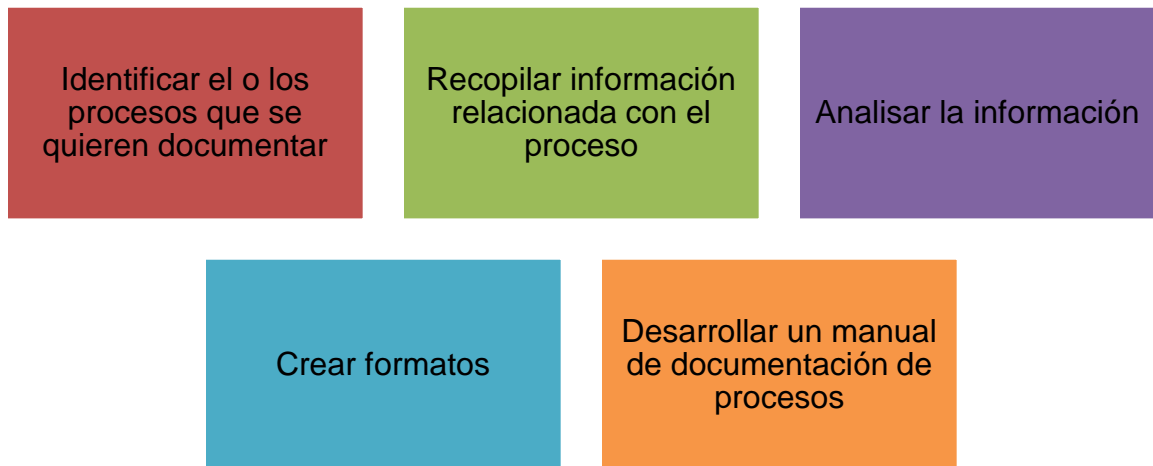 Identificar el o los
procesos que se
quieren documentar
Recopilar información
relacionada con el
proceso
Analisar la información
Crear formatos
Desarrollar un manual
de documentación de
procesos